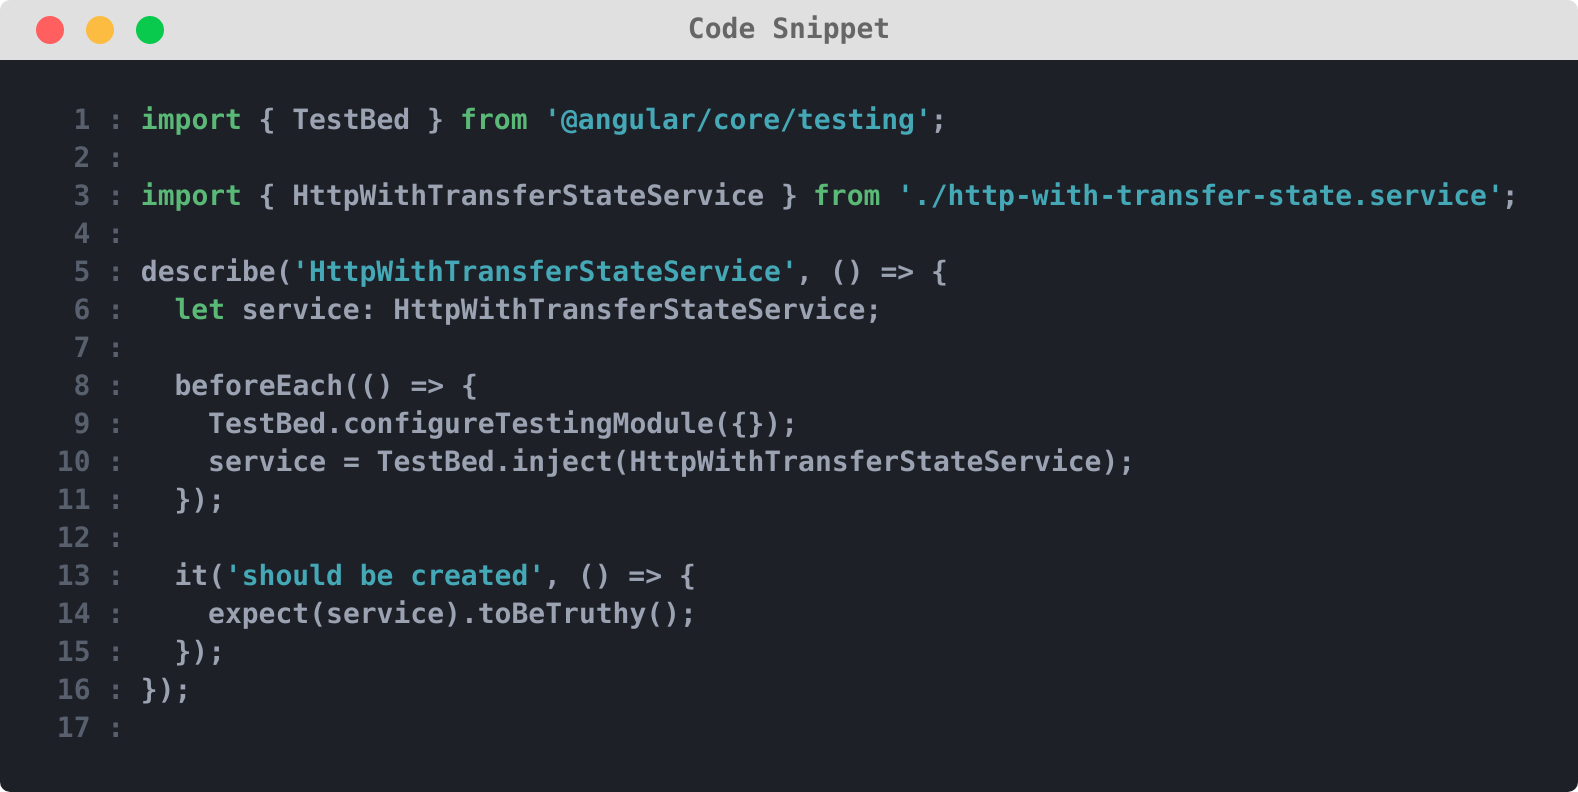 Code Snippet
1 : import { TestBed } from '@angular/core/testing';
2 :
3 : import { HttpWithTransferStateService } from './http-with-transfer-state.service';
4 :
5 : describe('HttpWithTransferStateService', () => {
6 :   let service: HttpWithTransferStateService;
7 :
8 :   beforeEach(() => {
9 :     TestBed.configureTestingModule({});
10 :     service = TestBed.inject(HttpWithTransferStateService);
11 :   });
12 :
13 :   it('should be created', () => {
14 :     expect(service).toBeTruthy();
15 :   });
16 : });
17 :